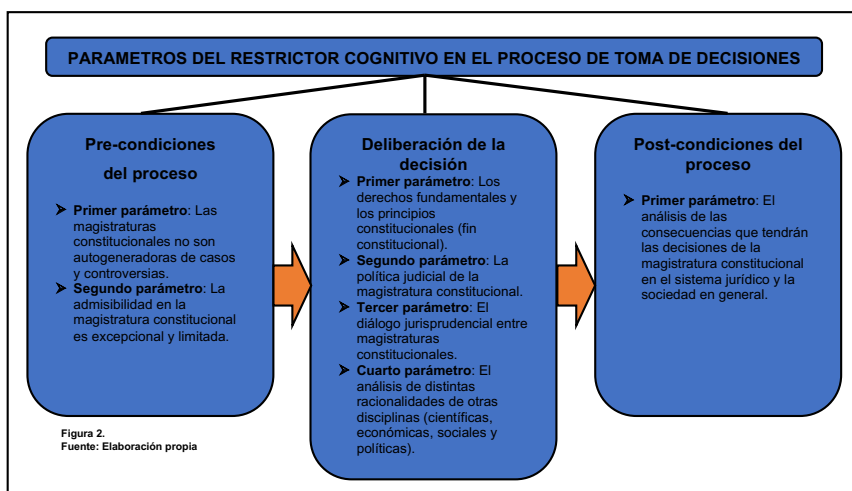 PARAMETROS DEL RESTRICTOR COGNITIVO EN EL PROCESO DE TOMA DE DECISIONES
Pre-condiciones
del proceso
Primer parámetro: Las
magistraturas
constitucionales no son
autogeneradoras de casos
y controversias.
Segundo parámetro: La
admisibilidad en la
magistratura constitucional
es excepcional y limitada.
Deliberación de la
decisión
Primer parámetro: Los
derechos fundamentales y
los principios
constitucionales (fin
constitucional).
Segundo parámetro: La
política judicial de la
magistratura constitucional.
Tercer parámetro: El
diálogo jurisprudencial entre
magistraturas
constitucionales.
Cuarto parámetro: El
análisis de distintas
racionalidades de otras
disciplinas (científicas,
económicas, sociales y
políticas).
Post-condiciones del
proceso
Primer parámetro: El
análisis de las
consecuencias que tendrán
las decisiones de la
magistratura constitucional
en el sistema jurídico y la
sociedad en general.
Figura 2.
Fuente: Elaboración propia